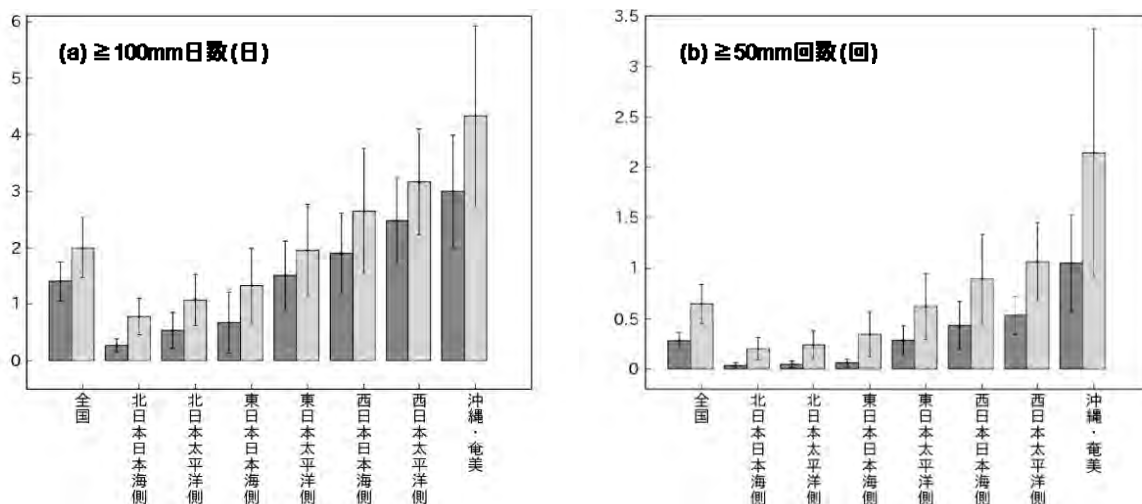 (a) ≧100mm日数(日)
6
5
4
3
2
1
0
全国
北日本日本海側
北日本太平洋側
東日本日本海側
東日本太平洋側
西日本日本海側
西日本太平洋側
沖縄・奄美
(b) ≧50mm回数(回)
3.5
3
2.5
2
1.5
1
0.5
0
全国
北日本日本海側
北日本太平洋側
東日本日本海側
東日本太平洋側
西日本日本海側
西日本太平洋側
沖縄・奄美